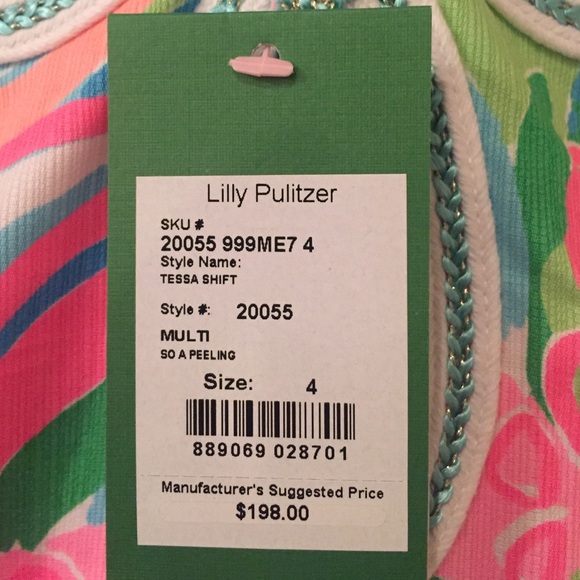 Lilly Pulitzer
SKU #
20055 999ME7 4
Style Name:
TESSA SHIFT
Style #: 20055
MULTI
SO A PEELING
Size: 4
889069 028701
Manufacturer's Suggested Price
$198.00